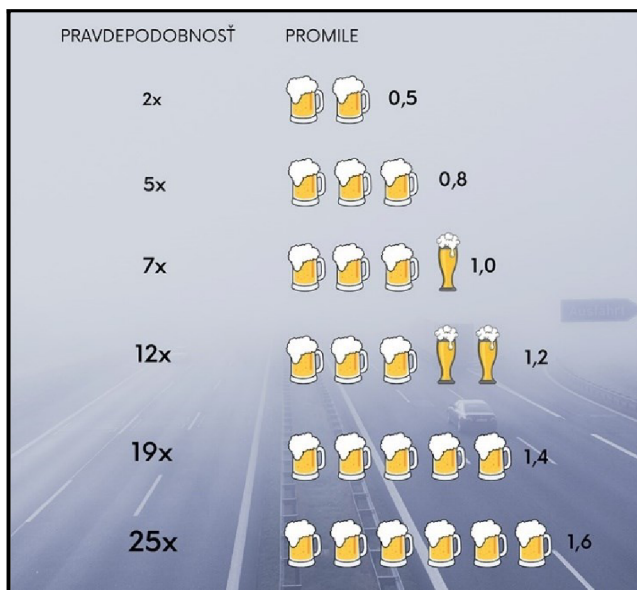 PRAVDEPODOBNOSŤ PROMILE
2x 0,5
5x 0,8
7x 1,0
12x 1,2
19x 1,4
25x 1,6